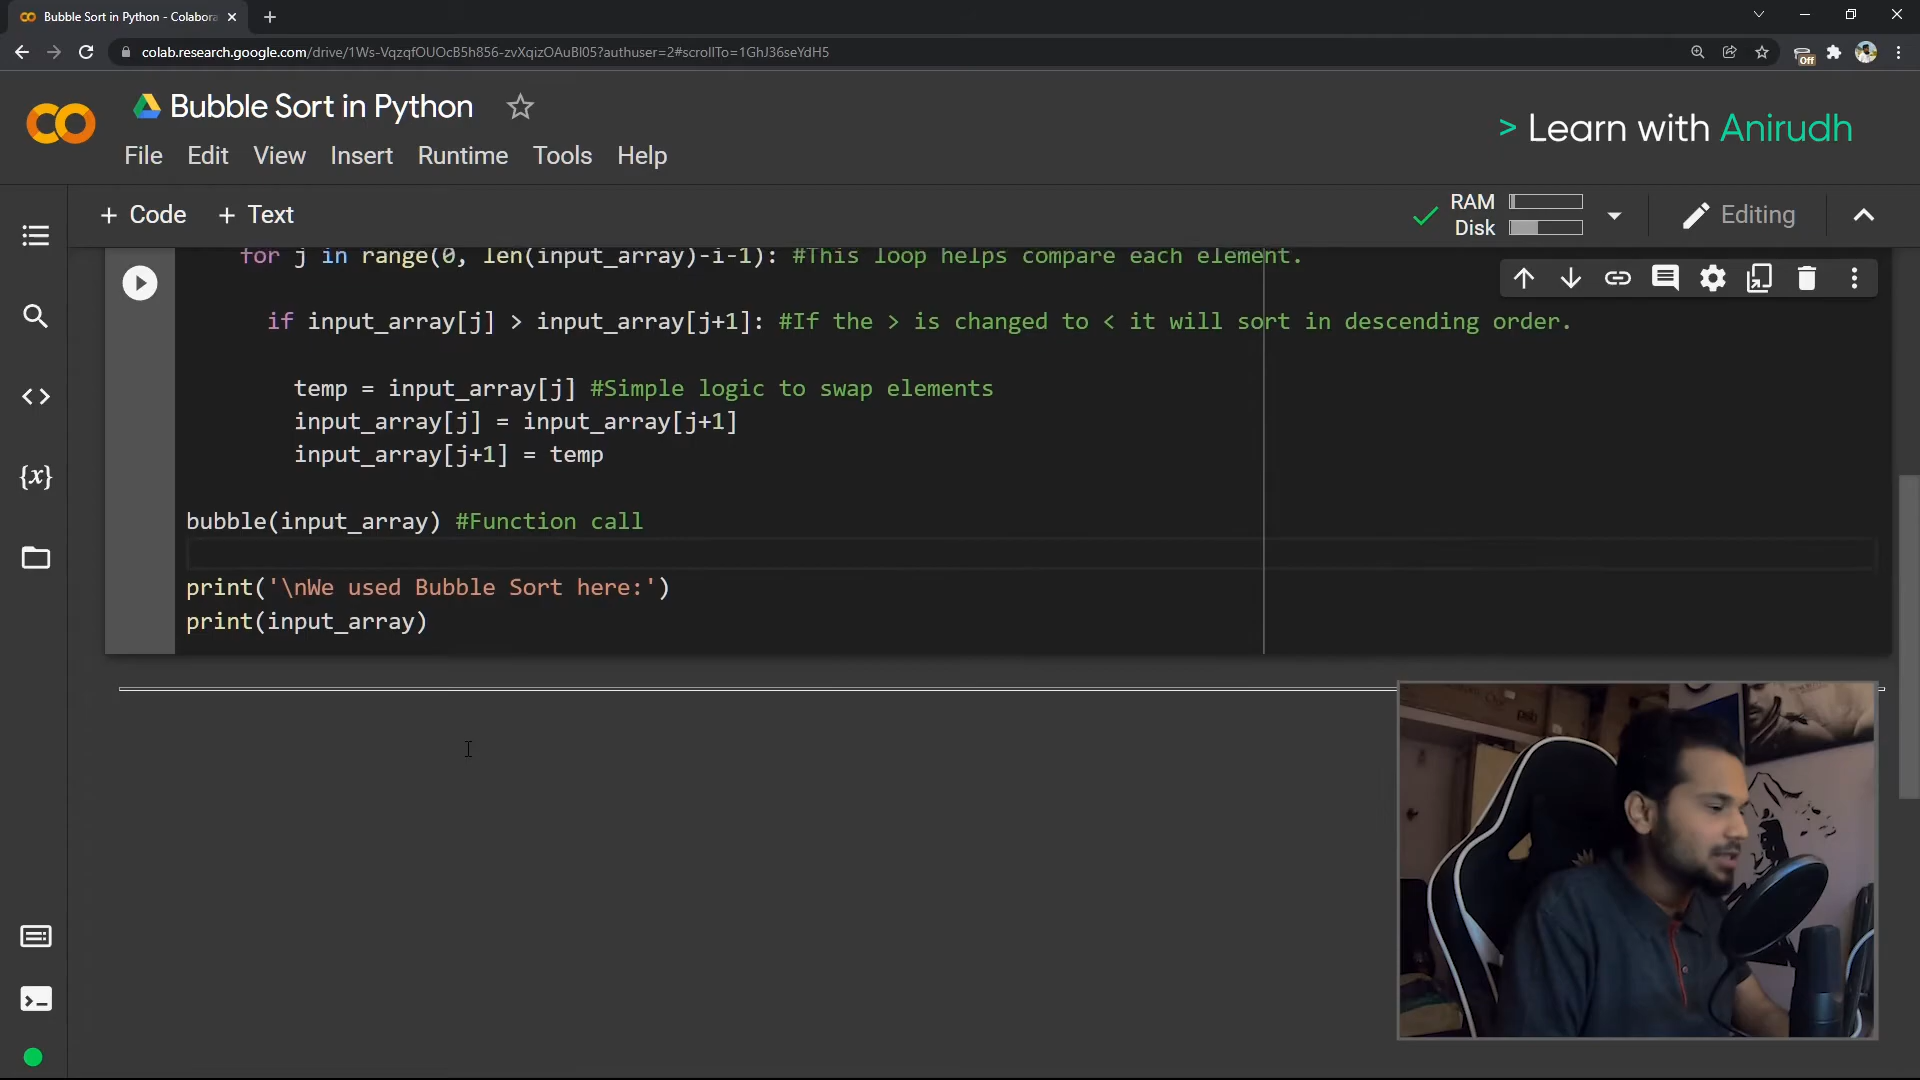 Bubble Sort in Python - Colabora
colab.research.google.com/drive/1Ws-VqzqfOUOcB5h856-zvXqizOAuBl05?authuser=2#scrollTo=1GhJ36seYdH5
Off
Bubble Sort in Python
> Learn with Anirudh
File Edit View Insert Runtime Tools Help
+ Code + Text
RAM
Disk
Editing
for j in range(0, len(input_array)-i-1): #This loop helps compare each element.
if input_array[j] > input_array[j+1]: #If the > is changed to < it will sort in descending order.
temp = input_array[j] #Simple logic to swap elements
input_array[j] = input_array[j+1]
input_array[j+1] = temp
bubble(input_array) #Function call
print('\nWe used Bubble Sort here:')
print(input_array)